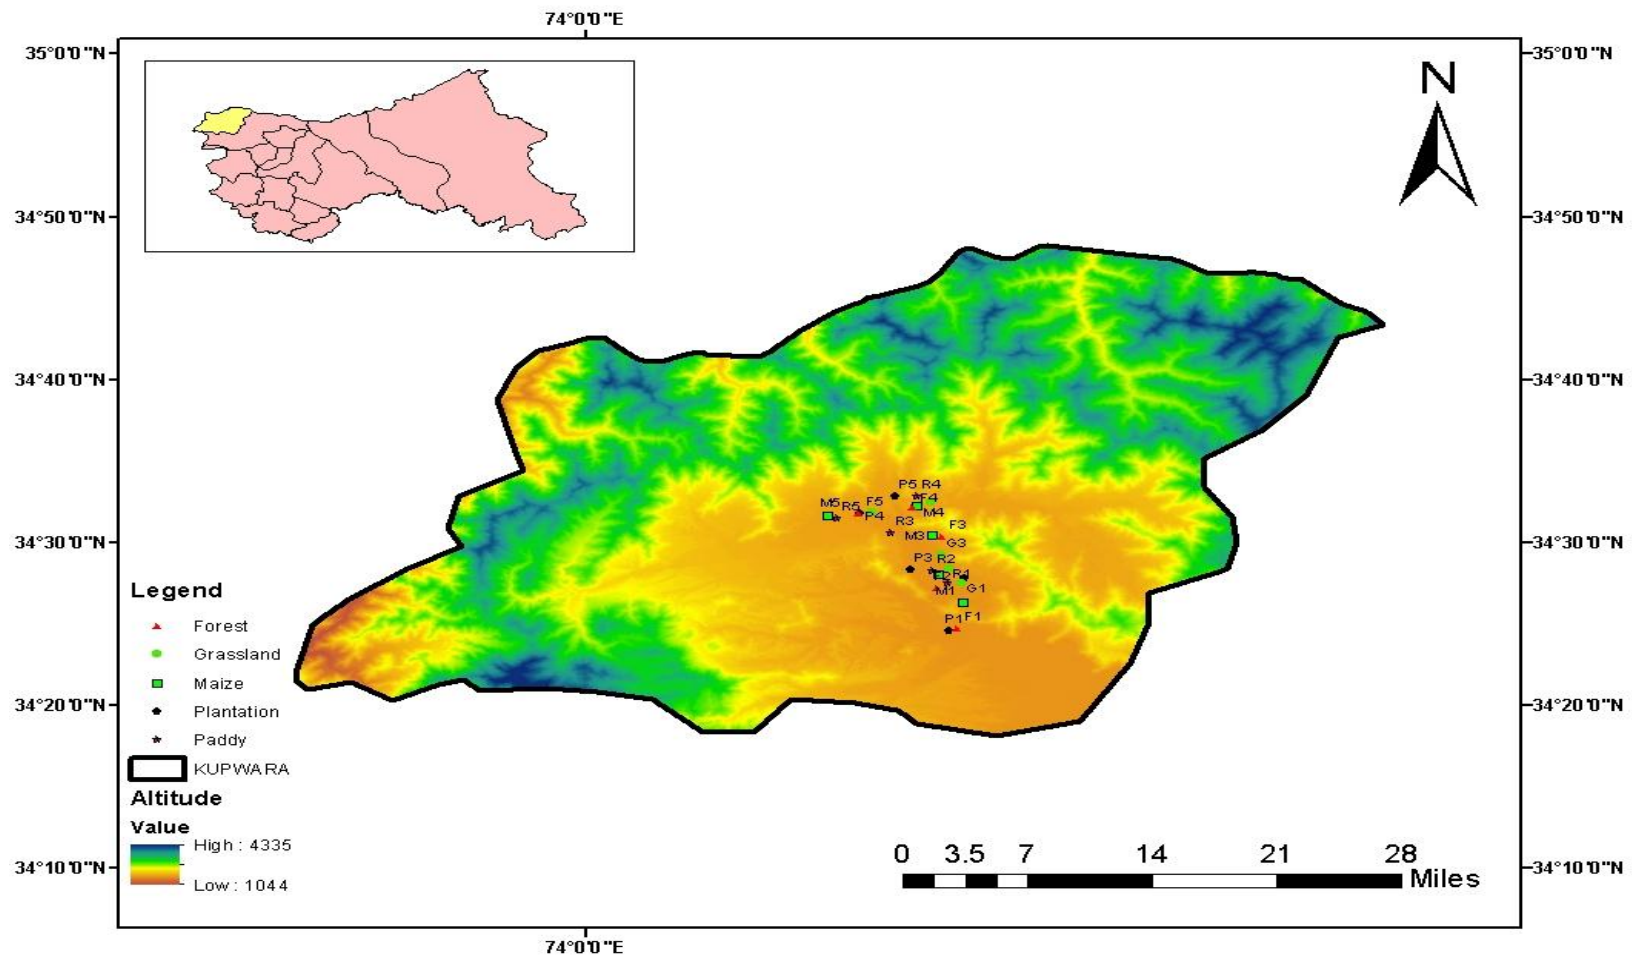 74°0'0"E
35°0'0"N
35°0'0"N
N
34°50'0"N
34°50'0"N
34°40'0"N
34°40'0"N
P5 R4
M5
R5
F5
F4
P4
M4
R3
F3
M3
G3
34°30'0"N
34°30'0"N
P3 R2
R1
M1
G1
P1 F1
Legend
Forest
Grassland
Maize
Plantation
Paddy
KUPWARA
34°20'0"N
34°20'0"N
Altitude
Value
High : 4335
Low : 1044
34°10'0"N
34°10'0"N
0 3.5 7 14 21 28
Miles
74°0'0"E